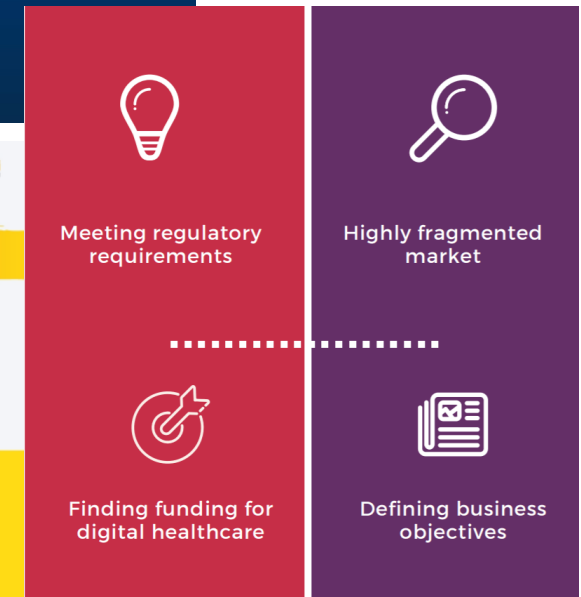 Meeting regulatory
requirements
Highly fragmented
market
Finding funding for
digital healthcare
Defining business
objectives